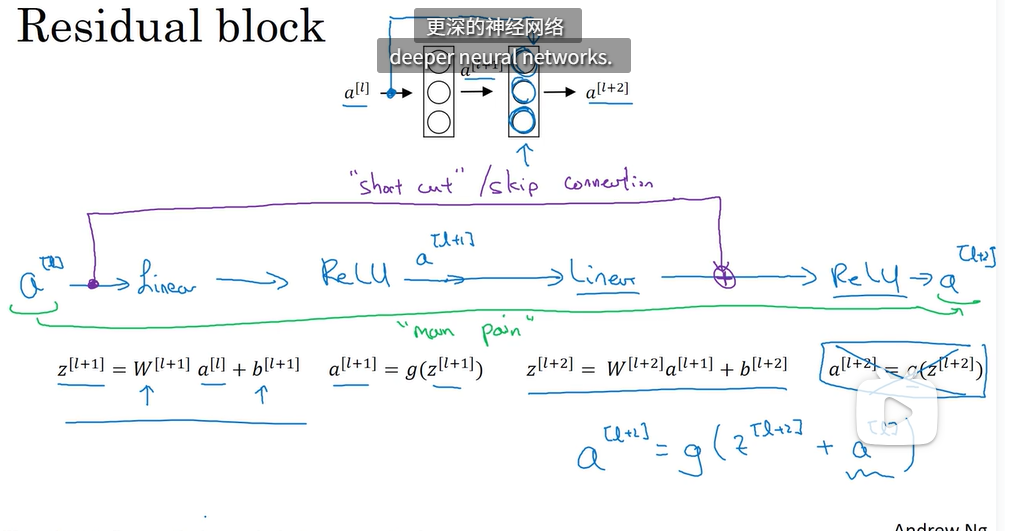 Residual block
更深的神经网络
deeper neural networks.
a^[l]
a^[l+1]
a^[l+2]
"short cut" / skip connection
a^[l] → Linear → ReLU a^[l+1] → Linear → ⊕ → ReLU → a^[l+2]
"main path"
z^[l+1] = W^[l+1] a^[l] + b^[l+1] a^[l+1] = g(z^[l+1]) z^[l+2] = W^[l+2]a^[l+1] + b^[l+2] a^[l+2] = g(z^[l+2])
a^[l+2] = g(z^[l+2] + a^[l])
Andrew Ng